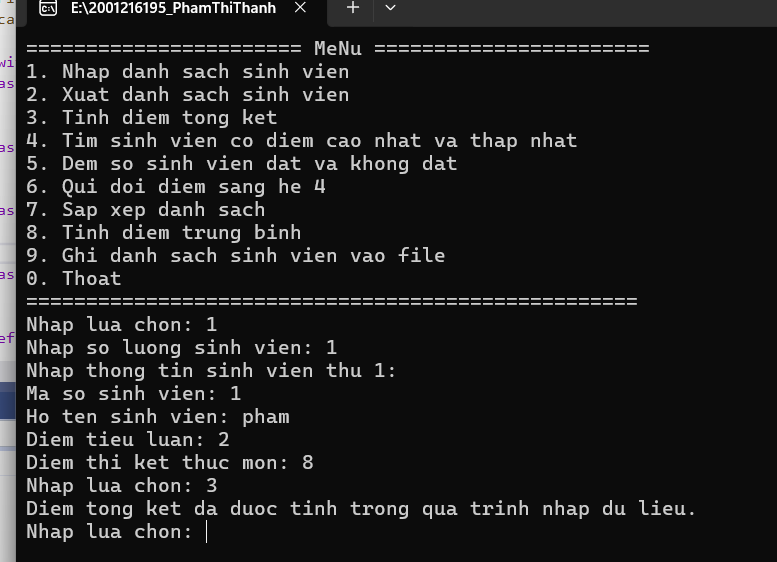 E:\2001216195_PhamThiThanh
======================= MeNu =======================
1. Nhap danh sach sinh vien
2. Xuat danh sach sinh vien
3. Tinh diem tong ket
4. Tim sinh vien co diem cao nhat va thap nhat
5. Dem so sinh vien dat va khong dat
6. Qui doi diem sang he 4
7. Sap xep danh sach
8. Tinh diem trung binh
9. Ghi danh sach sinh vien vao file
0. Thoat
===================================================
Nhap lua chon: 1
Nhap so luong sinh vien: 1
Nhap thong tin sinh vien thu 1:
Ma so sinh vien: 1
Ho ten sinh vien: pham
Diem tieu luan: 2
Diem thi ket thuc mon: 8
Nhap lua chon: 3
Diem tong ket da duoc tinh trong qua trinh nhap du lieu.
Nhap lua chon: